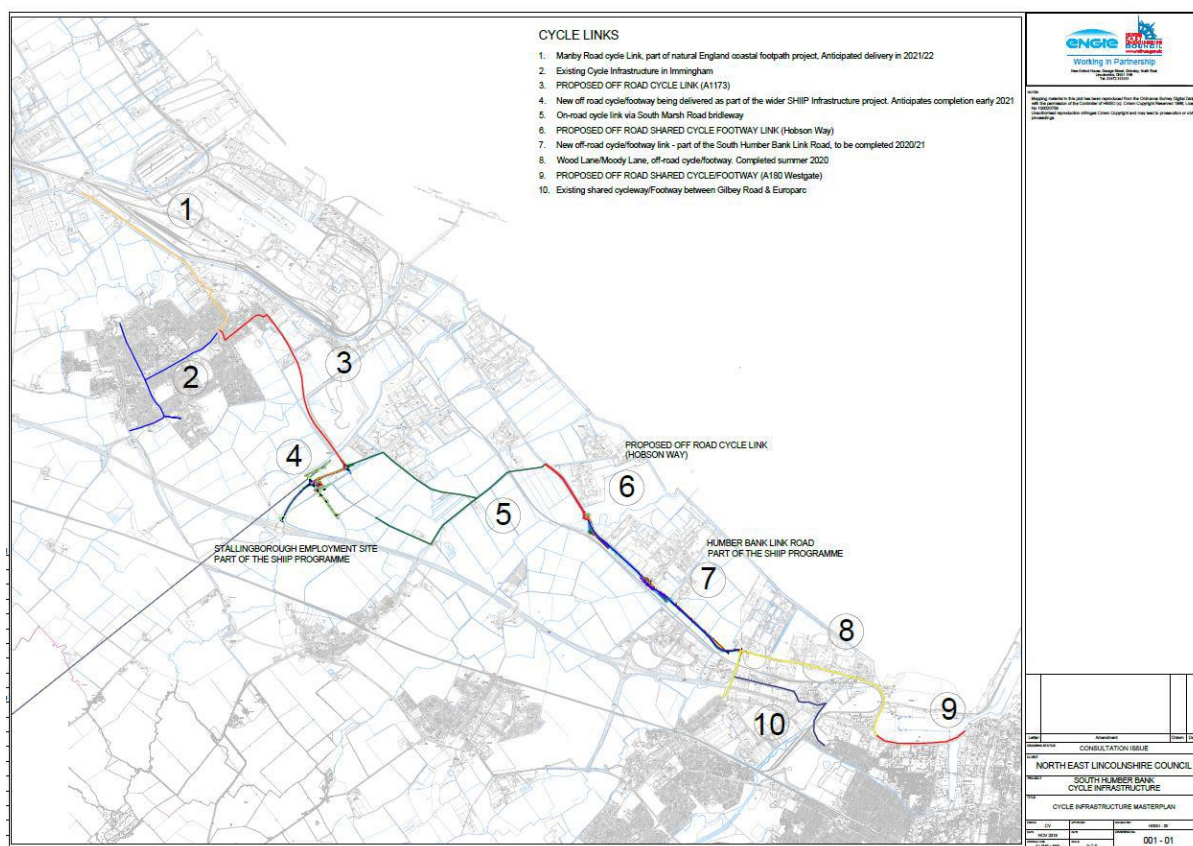 CYCLE LINKS
1. Manby Road cycle Link, part of natural England coastal footpath project, Anticipated delivery in 2021/22
2. Existing Cycle Infrastructure in Immingham
3. PROPOSED OFF ROAD CYCLE LINK (A1173)
4. New off road cycle/footway being delivered as part of the wider SHIIP Infrastructure project. Anticipates completion early 2021
5. On-road cycle link via South Marsh Road bridleway
6. PROPOSED OFF ROAD SHARED CYCLE FOOTWAY LINK (Hobson Way)
7. New off-road cycle/footway link - part of the South Humber Bank Link Road, to be completed 2020/21
8. Wood Lane/Moody Lane, off-road cycle/footway. Completed summer 2020
9. PROPOSED OFF ROAD SHARED CYCLE/FOOTWAY (A180 Westgate)
10. Existing shared cycleway/Footway between Gilbey Road & Europarc
1
2
3
4
5
PROPOSED OFF ROAD CYCLE LINK
(HOBSON WAY)
6
STALLINGBOROUGH EMPLOYMENT SITE
PART OF THE SHIIP PROGRAMME
HUMBER BANK LINK ROAD
PART OF THE SHIIP PROGRAMME
7
8
9
10
ENGIE
Working in Partnership
CONSULTATION ISSUE
NORTH EAST LINCOLNSHIRE COUNCIL
SOUTH HUMBER BANK
CYCLE INFRASTRUCTURE
CYCLE INFRASTRUCTURE MASTERPLAN
NOV 2019
001 - 01